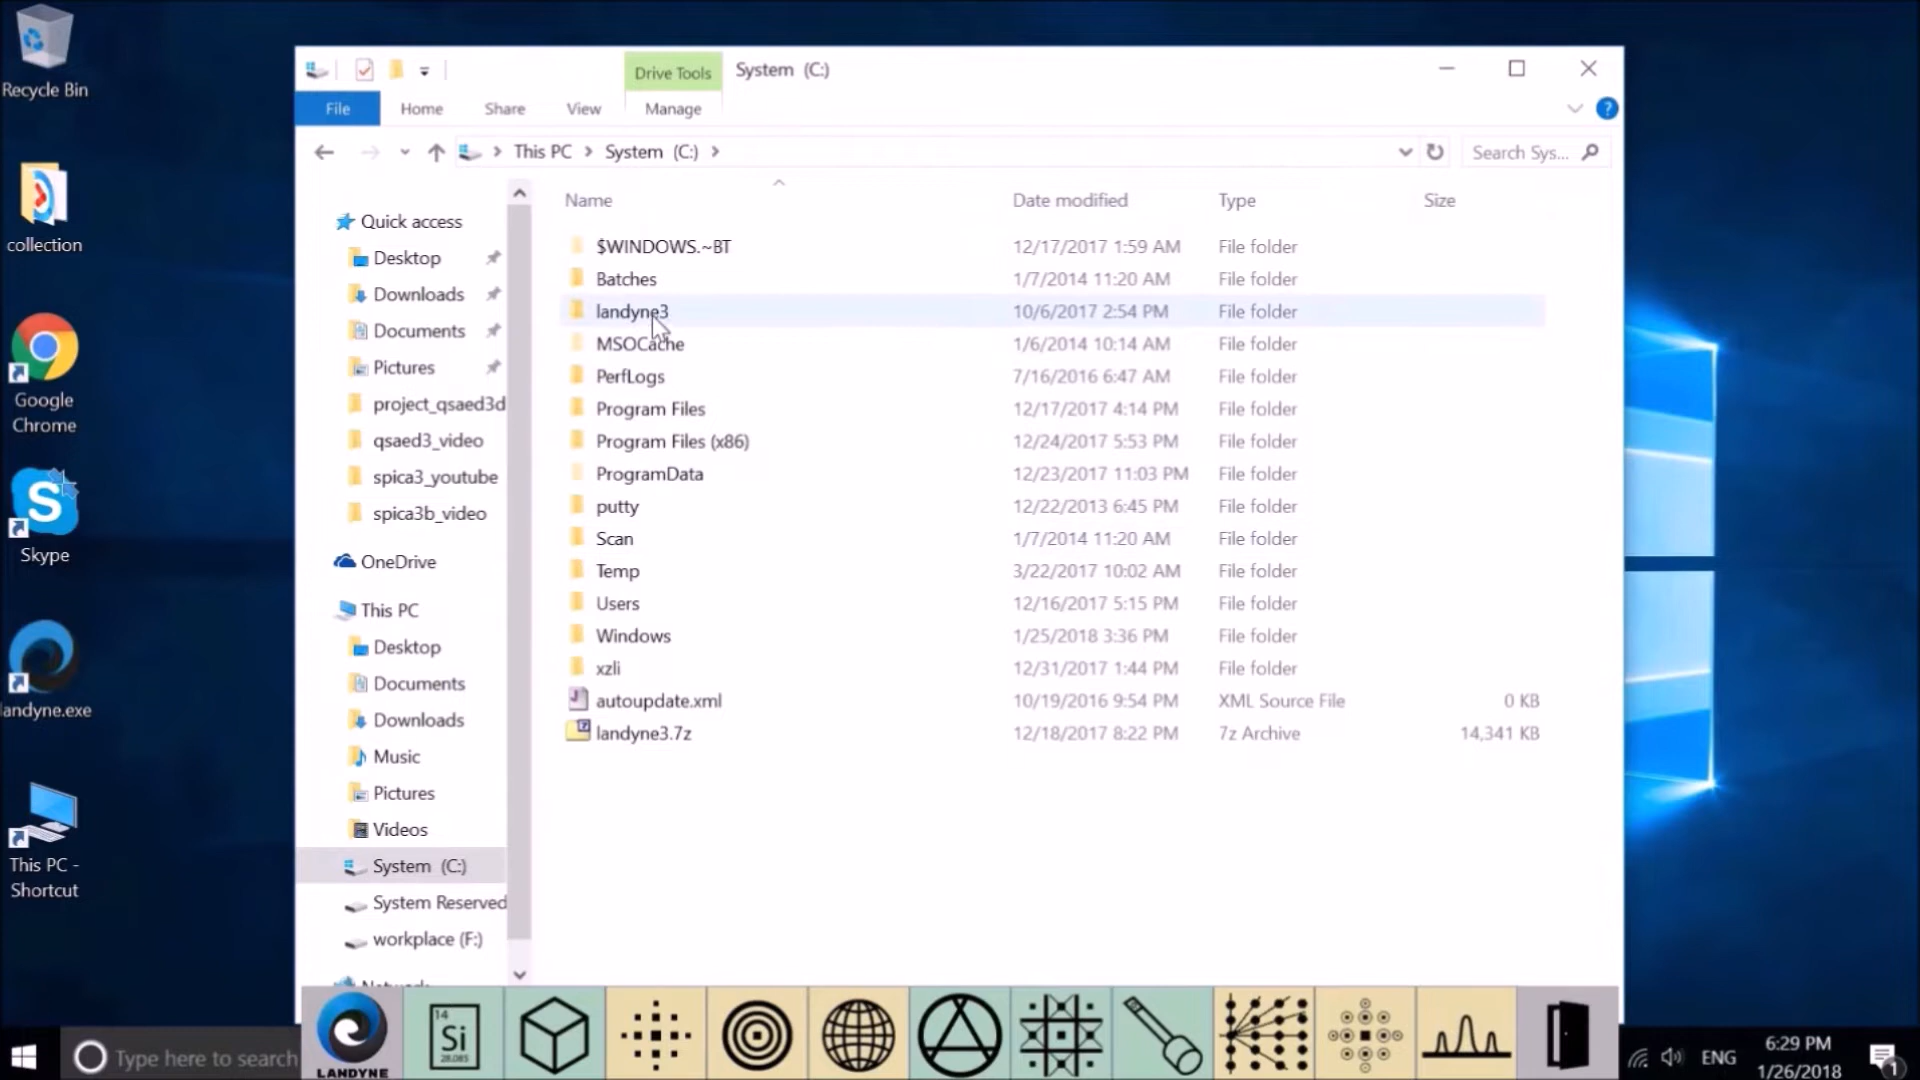 Recycle Bin
collection
Google
Chrome
Skype
landyne.exe
This PC -
Shortcut
Drive Tools
System (C:)
File
Home
Share
View
Manage
This PC
System (C:)
Search Sys...
Quick access
Desktop
Downloads
Documents
Pictures
project_qsaed3d
qsaed3_video
spica3_youtube
spica3b_video
OneDrive
This PC
Desktop
Documents
Downloads
Music
Pictures
Videos
System (C:)
System Reserved
workplace (F:)
Name Date modified Type Size
$WINDOWS.~BT 12/17/2017 1:59 AM File folder
Batches 1/7/2014 11:20 AM File folder
landyne3 10/6/2017 2:54 PM File folder
MSOCache 1/6/2014 10:14 AM File folder
PerfLogs 7/16/2016 6:47 AM File folder
Program Files 12/17/2017 4:14 PM File folder
Program Files (x86) 12/24/2017 5:53 PM File folder
ProgramData 12/23/2017 11:03 PM File folder
putty 12/22/2013 6:45 PM File folder
Scan 1/7/2014 11:20 AM File folder
Temp 3/22/2017 10:02 AM File folder
Users 12/16/2017 5:15 PM File folder
Windows 1/25/2018 3:36 PM File folder
xzli 12/31/2017 1:44 PM File folder
autoupdate.xml 10/19/2016 9:54 PM XML Source File 0 KB
landyne3.7z 12/18/2017 8:22 PM 7z Archive 14,341 KB
Type here to search
LANDYNE
14
Si
28.085
ENG
6:29 PM
1/26/2018
1